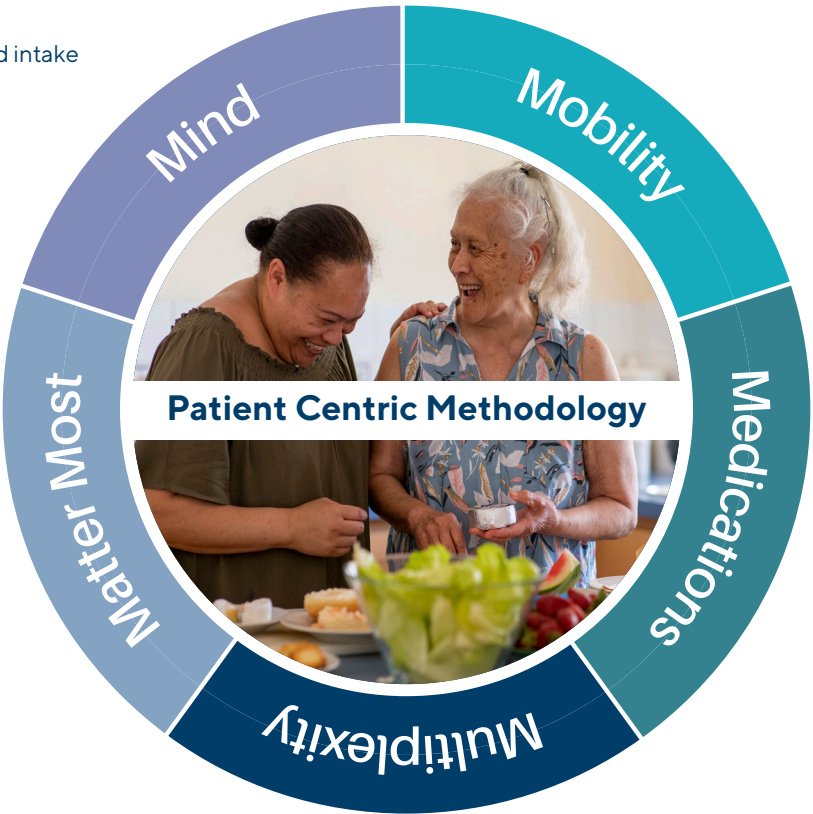 d intake
Mind
Mobility
Medications
Multiplexity
Matter Most
Patient Centric Methodology